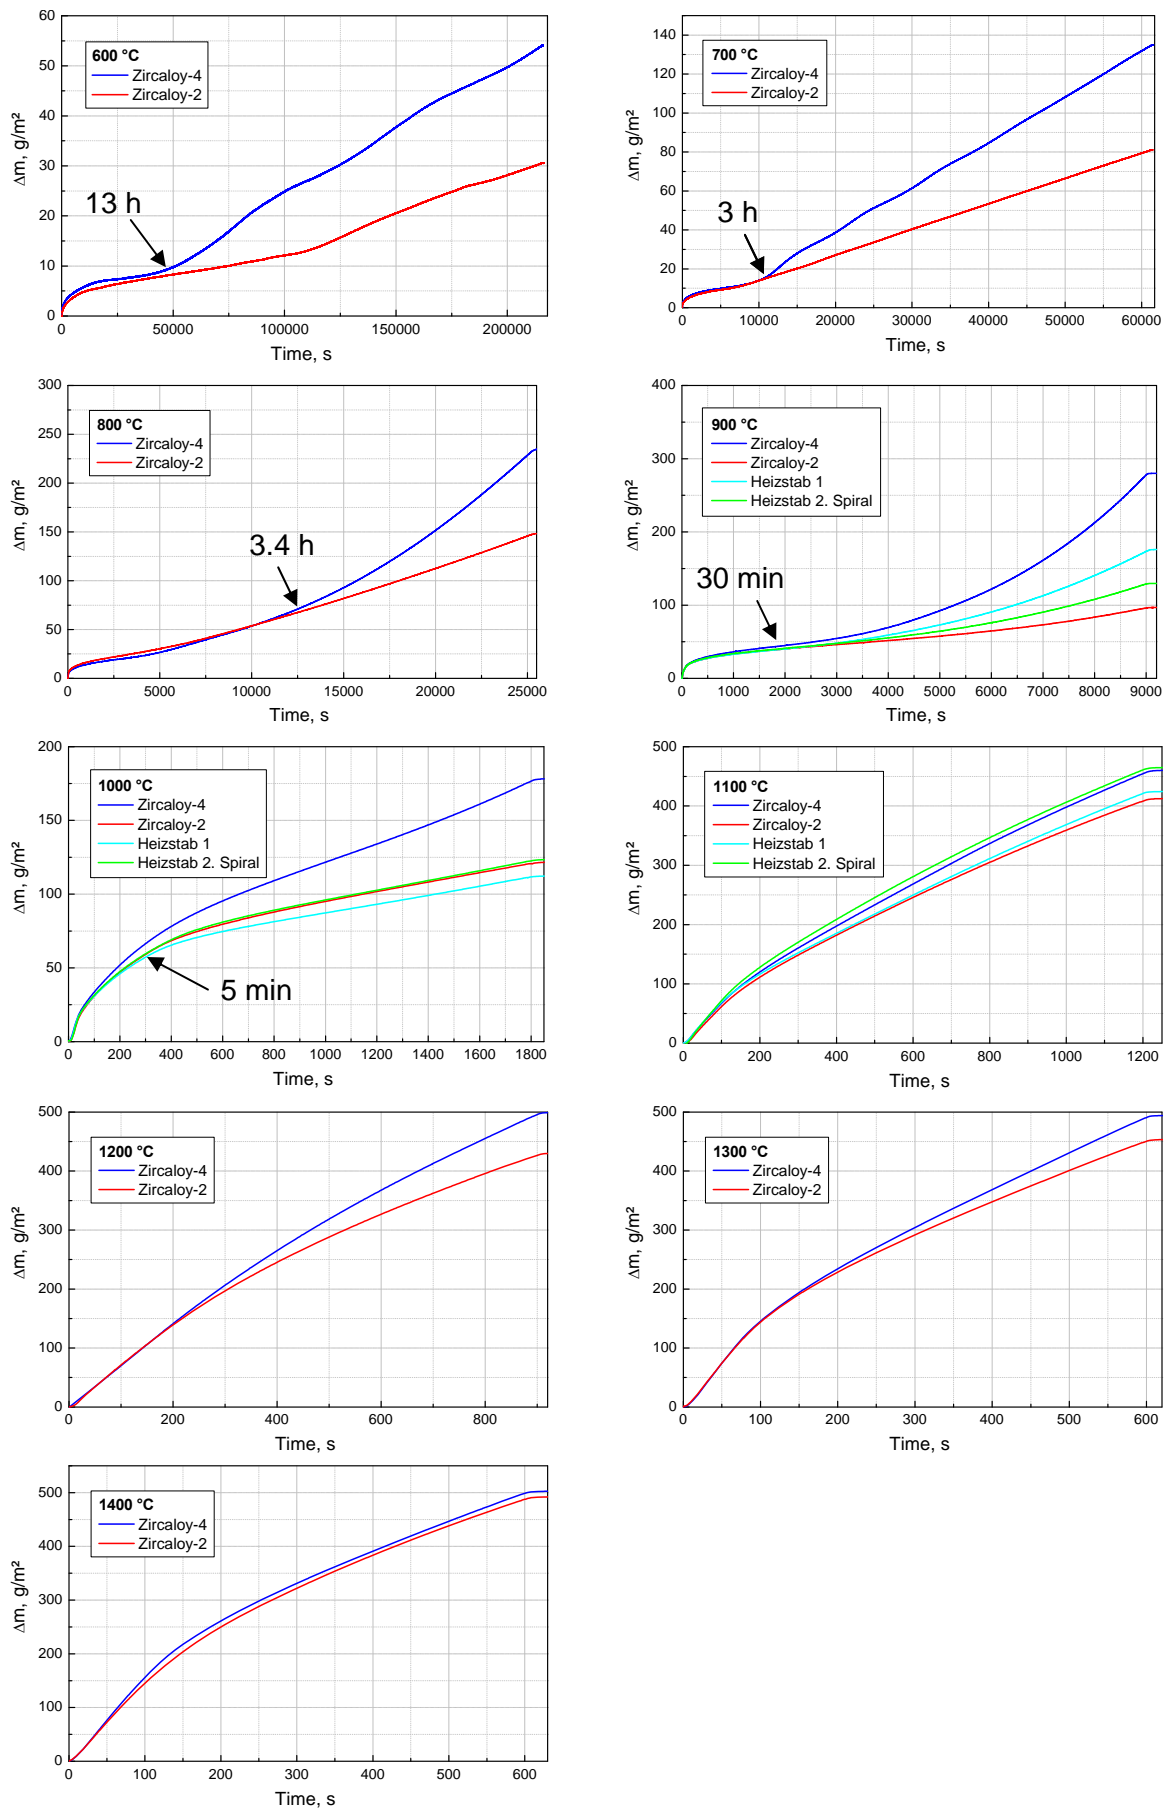 600 °C
Zircaloy-4
Zircaloy-2
13 h
Δm, g/m²
60
50
40
30
20
10
0
0 50000 100000 150000 200000
Time, s
700 °C
Zircaloy-4
Zircaloy-2
3 h
Δm, g/m²
140
120
100
80
60
40
20
0
0 10000 20000 30000 40000 50000 60000
Time, s
800 °C
Zircaloy-4
Zircaloy-2
3.4 h
Δm, g/m²
300
250
200
150
100
50
0
0 5000 10000 15000 20000 25000
Time, s
900 °C
Zircaloy-4
Zircaloy-2
Heizstab 1
Heizstab 2. Spiral
30 min
Δm, g/m²
400
300
200
100
0
0 1000 2000 3000 4000 5000 6000 7000 8000 9000
Time, s
1000 °C
Zircaloy-4
Zircaloy-2
Heizstab 1
Heizstab 2. Spiral
5 min
Δm, g/m²
200
150
100
50
0
0 200 400 600 800 1000 1200 1400 1600 1800
Time, s
1100 °C
Zircaloy-4
Zircaloy-2
Heizstab 1
Heizstab 2. Spiral
Δm, g/m²
500
400
300
200
100
0
0 200 400 600 800 1000 1200
Time, s
1200 °C
Zircaloy-4
Zircaloy-2
Δm, g/m²
500
400
300
200
100
0
0 200 400 600 800
Time, s
1300 °C
Zircaloy-4
Zircaloy-2
Δm, g/m²
500
400
300
200
100
0
0 100 200 300 400 500 600
Time, s
1400 °C
Zircaloy-4
Zircaloy-2
Δm, g/m²
500
400
300
200
100
0
0 100 200 300 400 500 600
Time, s